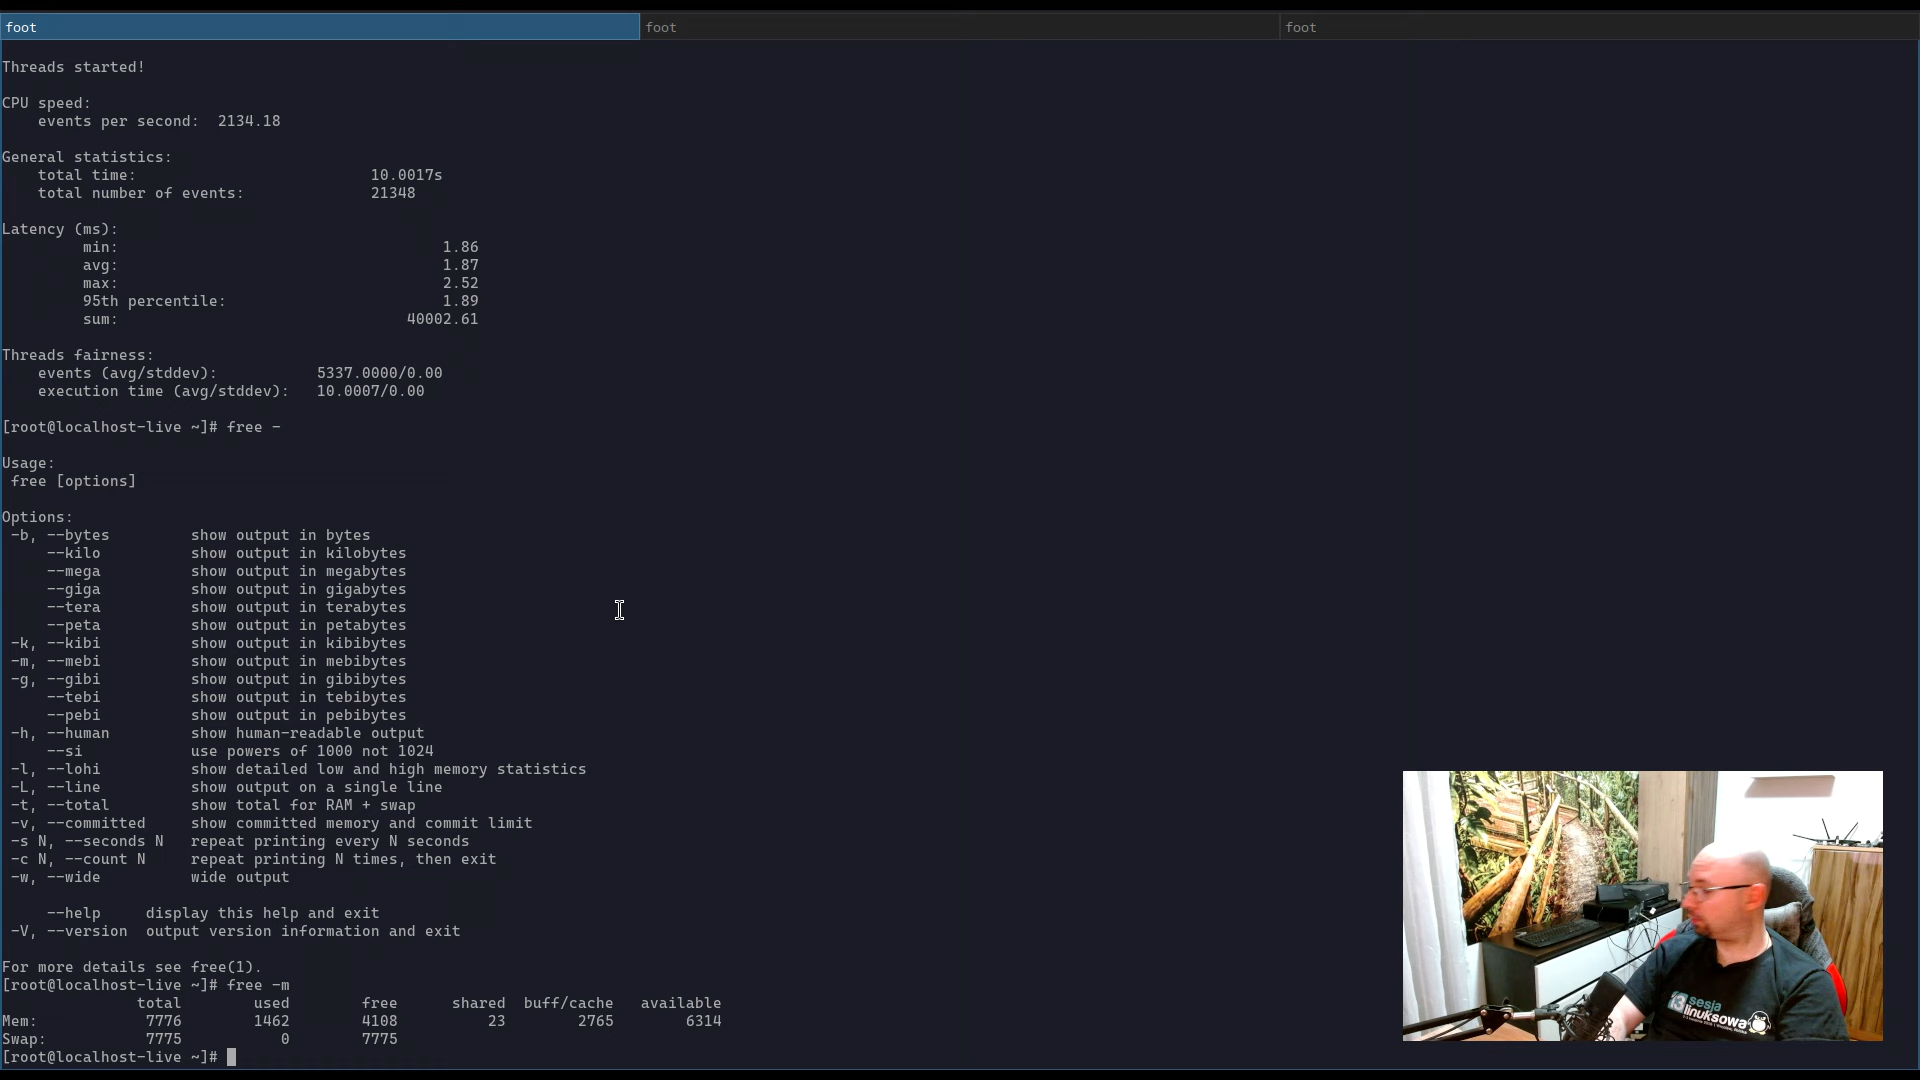 foot
foot
foot
Threads started!
CPU speed:
events per second: 2134.18
General statistics:
total time: 10.0017s
total number of events: 21348
Latency (ms):
min: 1.86
avg: 1.87
max: 2.52
95th percentile: 1.89
sum: 40002.61
Threads fairness:
events (avg/stddev): 5337.0000/0.00
execution time (avg/stddev): 10.0007/0.00
[root@localhost-live ~]# free -
Usage:
free [options]
Options:
-b, --bytes show output in bytes
--kilo show output in kilobytes
--mega show output in megabytes
--giga show output in gigabytes
--tera show output in terabytes
--peta show output in petabytes
-k, --kibi show output in kibibytes
-m, --mebi show output in mebibytes
-g, --gibi show output in gibibytes
--tebi show output in tebibytes
--pebi show output in pebibytes
-h, --human show human-readable output
--si use powers of 1000 not 1024
-l, --lohi show detailed low and high memory statistics
-L, --line show output on a single line
-t, --total show total for RAM + swap
-v, --committed show committed memory and commit limit
-s N, --seconds N repeat printing every N seconds
-c N, --count N repeat printing N times, then exit
-w, --wide wide output
--help display this help and exit
-V, --version output version information and exit
For more details see free(1).
[root@localhost-live ~]# free -m
total used free shared buff/cache available
Mem: 7776 1462 4108 23 2765 6314
Swap: 7775 0 7775
[root@localhost-live ~]#
sesja
linuksowa